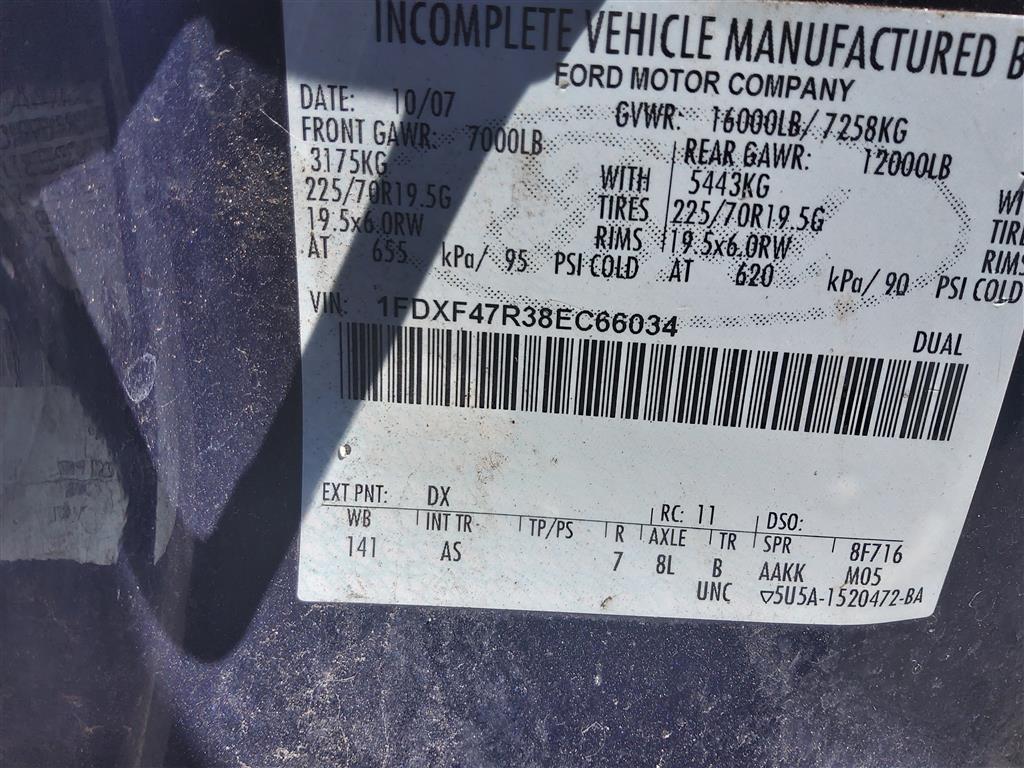 INCOMPLETE VEHICLE MANUFACTURED B
FORD MOTOR COMPANY
DATE: 10/07 GVWR: 16000LB/ 7258KG
FRONT GAWR: 7000LB REAR GAWR: 12000LB
3175KG WITH 5443KG WI
225/70R19.5G TIRES 225/70R19.5G TIRE
19.5x6.0RW RIMS 19.5x6.0RW RIMS
AT 655 kPa/ 95 PSI COLD AT 620 kPa/ 90 PSI COLD
VIN: 1FDXF47R38EC66034 DUAL
EXT PNT: DX RC: 11 DSO:
WB INT TR TP/PS R AXLE TR SPR 8F716
141 AS 7 8L B AAKK M05
UNC ▽5U5A-1520472-BA